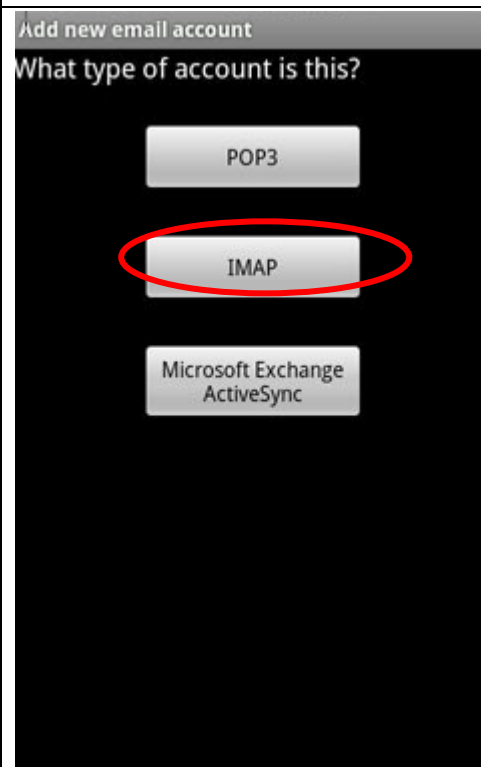 Add new email account
What type of account is this?
POP3
IMAP
Microsoft Exchange
ActiveSync